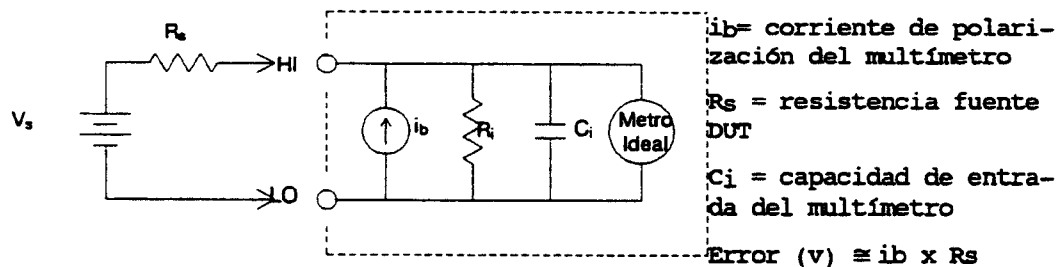 Rs
HI
Vs
ib
Ri
Ci
Metro
Ideal
LO
ib= corriente de polari-
zación del multímetro
Rs = resistencia fuente
DUT
Ci = capacidad de entra-
da del multímetro
Error (v) ≅ ib x Rs